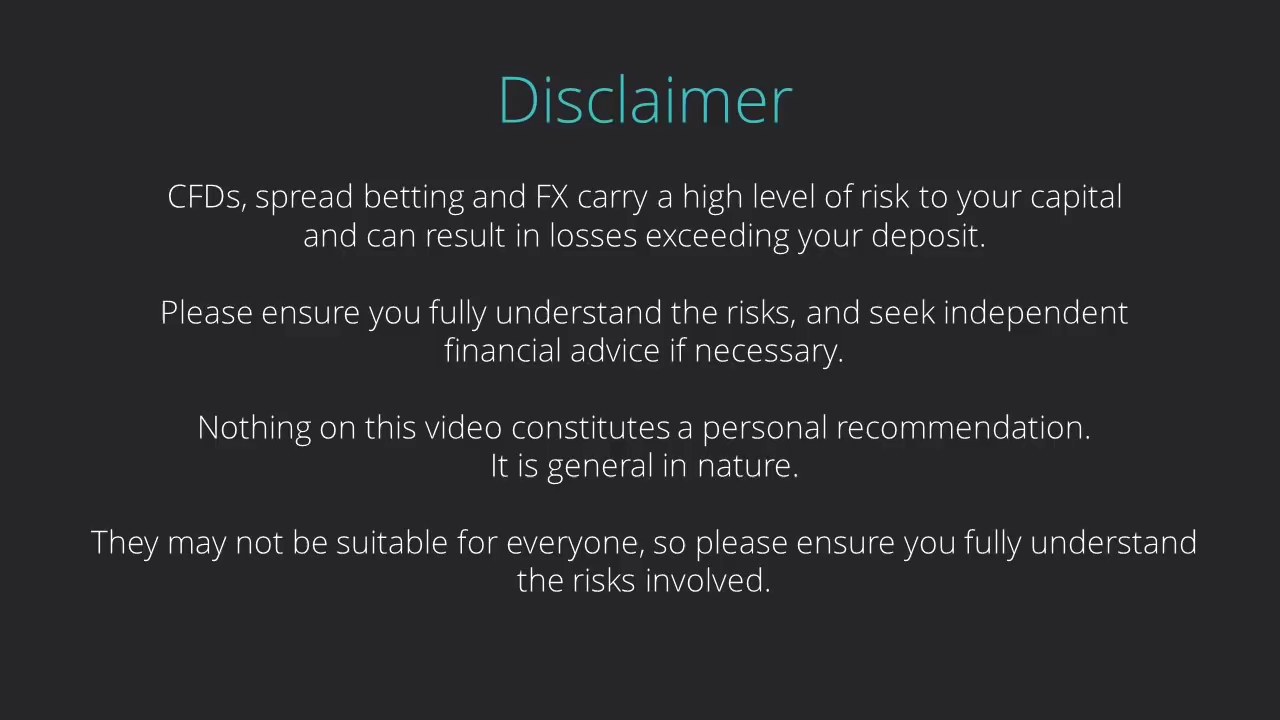 Disclaimer
CFDs, spread betting and FX carry a high level of risk to your capital
and can result in losses exceeding your deposit.
Please ensure you fully understand the risks, and seek independent
financial advice if necessary.
Nothing on this video constitutes a personal recommendation.
It is general in nature.
They may not be suitable for everyone, so please ensure you fully understand
the risks involved.